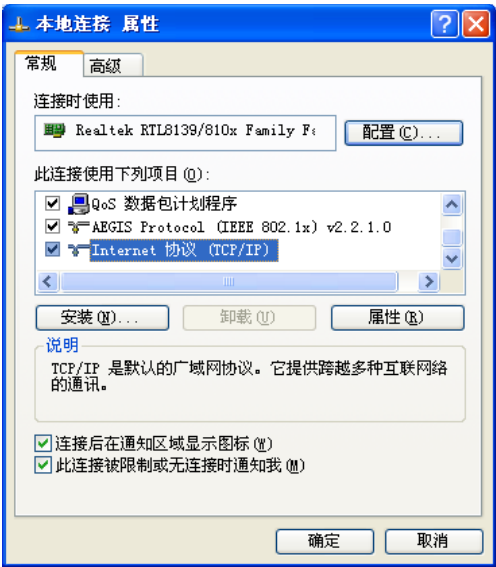 本地连接 属性
常规
高级
连接时使用:
Realtek RTL8139/810x Family Fa
配置(C)...
此连接使用下列项目(O):
QoS 数据包计划程序
AEGIS Protocol (IEEE 802.1x) v2.2.1.0
Internet 协议 (TCP/IP)
安装(N)...
卸载(U)
属性(R)
说明
TCP/IP 是默认的广域网协议。它提供跨越多种互联网络
的通讯。
连接后在通知区域显示图标(W)
此连接被限制或无连接时通知我(M)
确定
取消